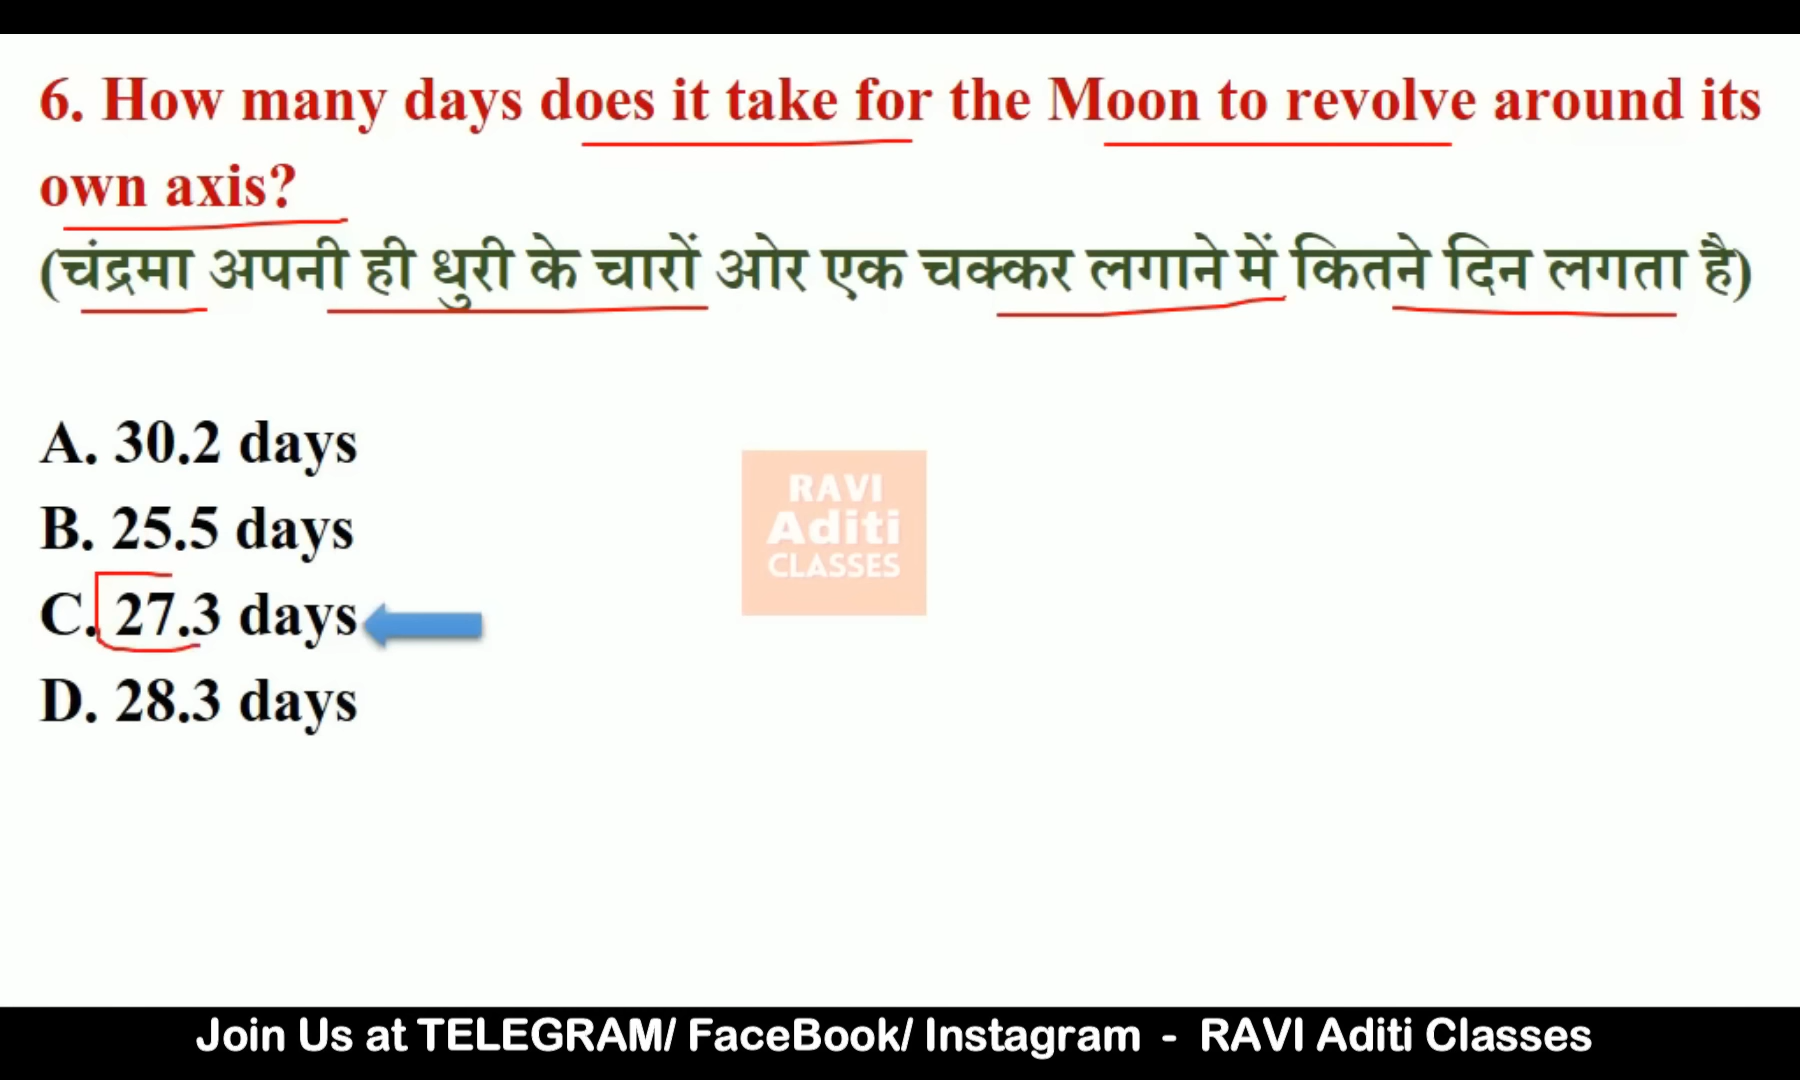 6. How many days does it take for the Moon to revolve around its
own axis?
(चंद्रमा अपनी ही धुरी के चारों ओर एक चक्कर लगाने में कितने दिन लगता है)
A. 30.2 days
B. 25.5 days
C. 27.3 days
D. 28.3 days
RAVI
Aditi
CLASSES
Join Us at TELEGRAM/ FaceBook/ Instagram - RAVI Aditi Classes